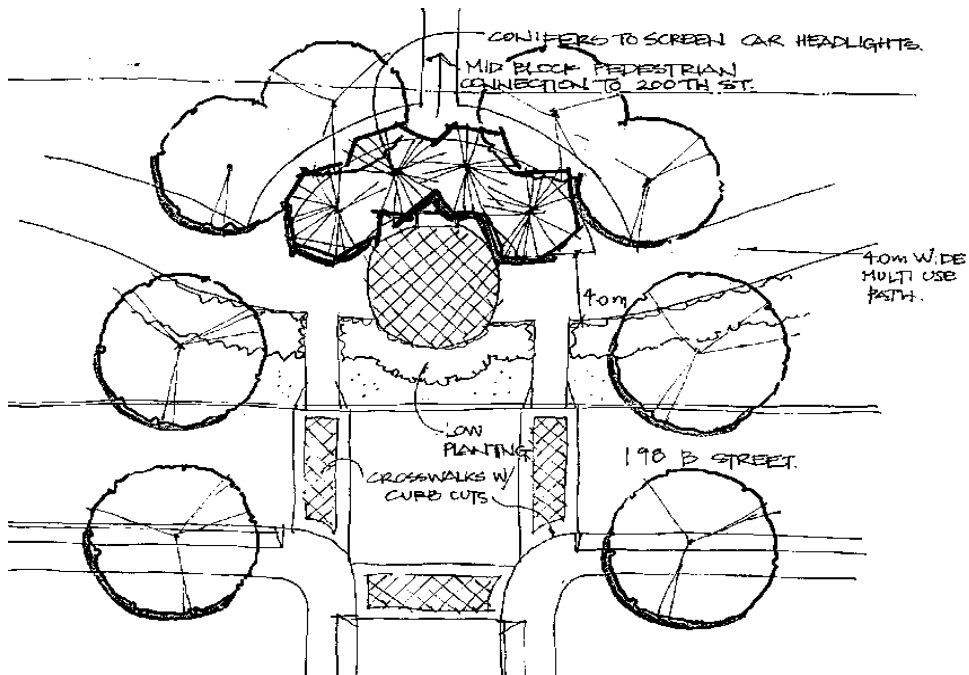 CONIFERS TO SCREEN CAR HEADLIGHTS.
MID BLOCK PEDESTRIAN
CONNECTION TO 200TH ST.
4.0m WIDE
MULTI USE
PATH.
4.0m
LOW
PLANTING
CROSSWALKS W/
CURB CUTS
198 B STREET.